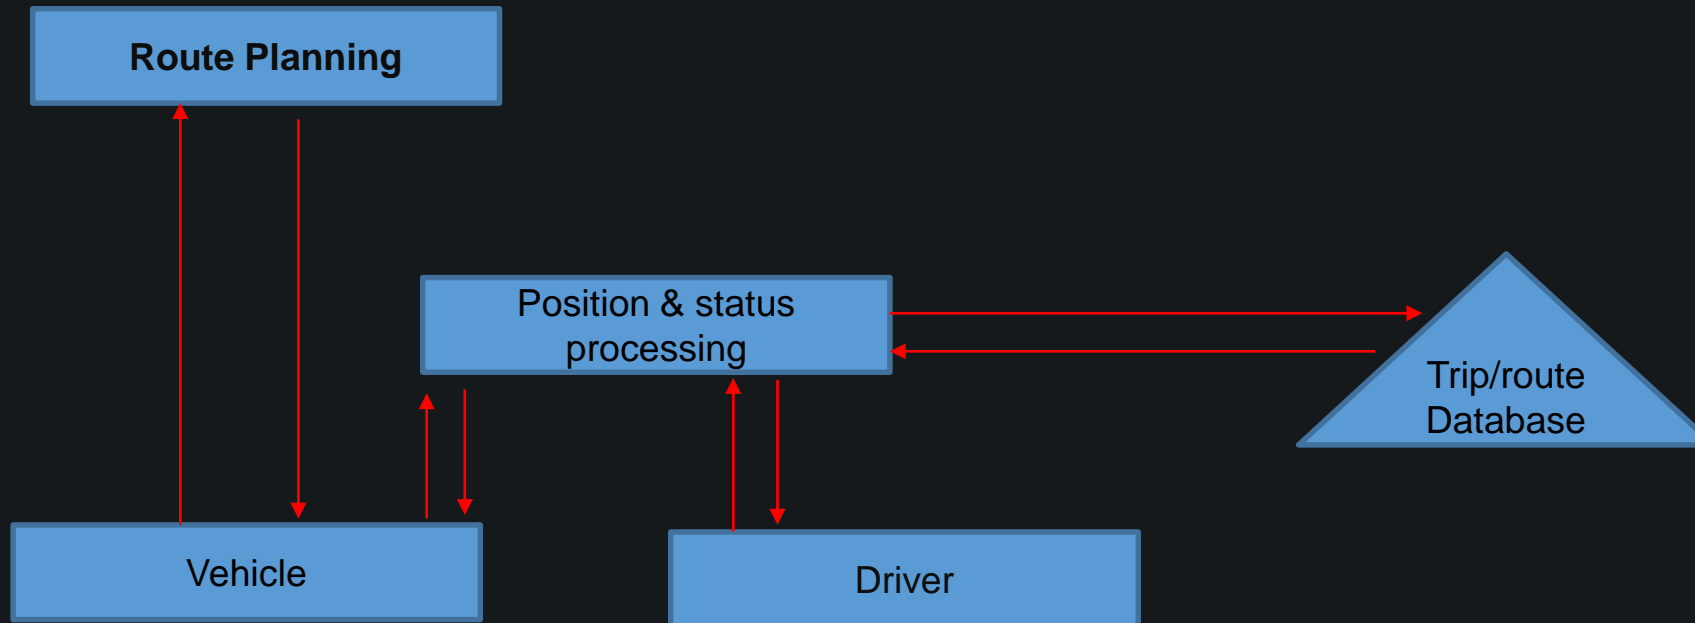 Route Planning
Position & status
processing
Trip/route
Database
Vehicle
Driver